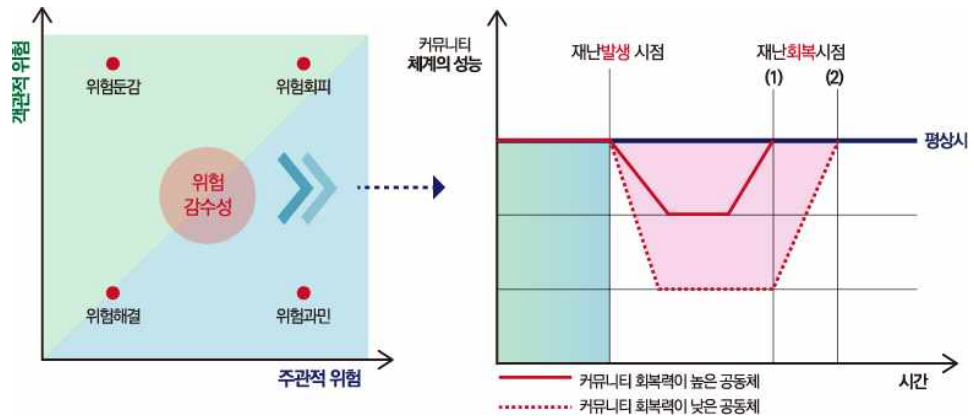 객관적 위험
위험둔감
위험회피
위험
감수성
위험해결
위험과민
주관적 위험
커뮤니티
체계의 성능
재난발생 시점
재난회복시점
(1)
(2)
평상시
시간
커뮤니티 회복력이 높은 공동체
커뮤니티 회복력이 낮은 공동체